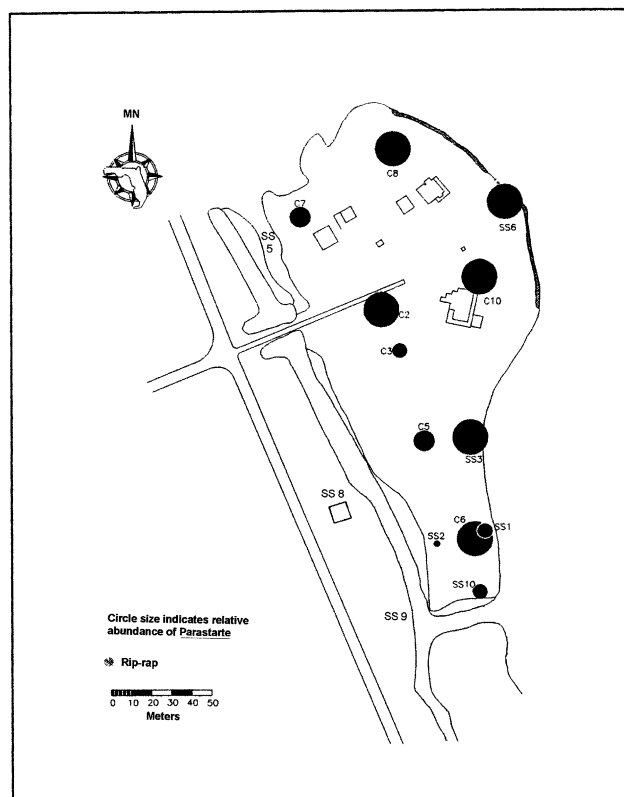 MN
C8
C7
SS6
SS
5
C10
C2
C3
C5
SS3
SS 8
C6
SS1
SS2
SS10
SS 9
Circle size indicates relative
abundance of Parastarte
Rip-rap
0 10 20 30 40 50
Meters